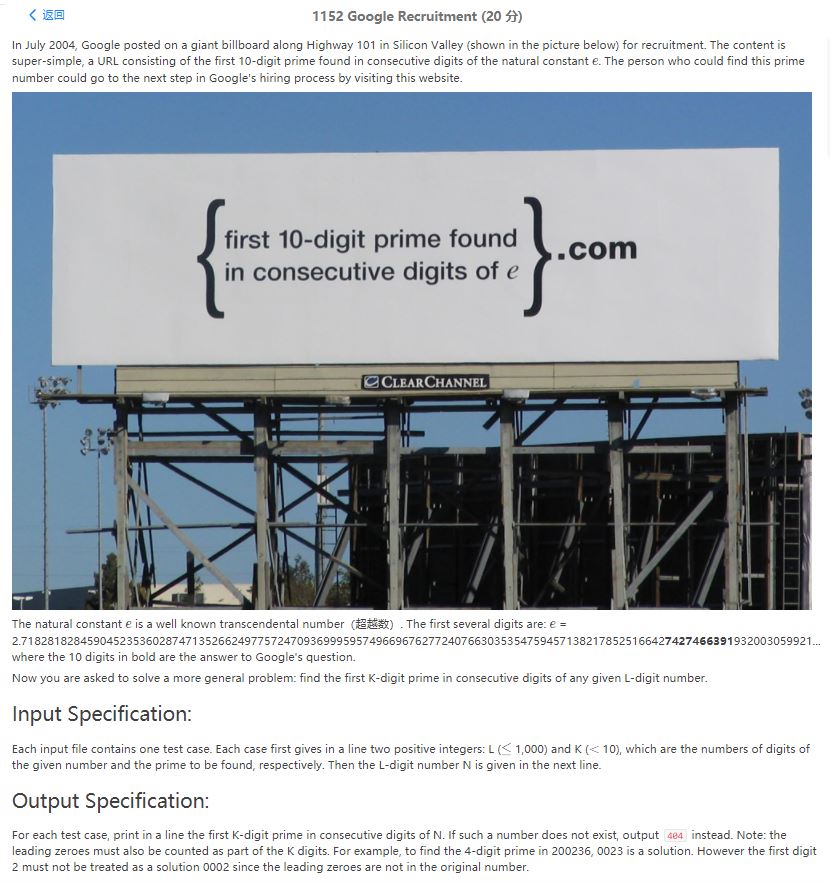 返回
1152 Google Recruitment (20 分)
In July 2004, Google posted on a giant billboard along Highway 101 in Silicon Valley (shown in the picture below) for recruitment. The content is
super-simple, a URL consisting of the first 10-digit prime found in consecutive digits of the natural constant e. The person who could find this prime
number could go to the next step in Google's hiring process by visiting this website.
{first 10-digit prime found
in consecutive digits of e}.com
CLEARCHANNEL
The natural constant e is a well known transcendental number（超越数）. The first several digits are: e =
2.718281828459045235360287471352662497757247093699959574966967627724076630353547594571382178525166427427466391932003059921...
where the 10 digits in bold are the answer to Google's question.
Now you are asked to solve a more general problem: find the first K-digit prime in consecutive digits of any given L-digit number.
Input Specification:
Each input file contains one test case. Each case first gives in a line two positive integers: L (≤ 1,000) and K (< 10), which are the numbers of digits of
the given number and the prime to be found, respectively. Then the L-digit number N is given in the next line.
Output Specification:
For each test case, print in a line the first K-digit prime in consecutive digits of N. If such a number does not exist, output 404 instead. Note: the
leading zeroes must also be counted as part of the K digits. For example, to find the 4-digit prime in 200236, 0023 is a solution. However the first digit
2 must not be treated as a solution 0002 since the leading zeroes are not in the original number.